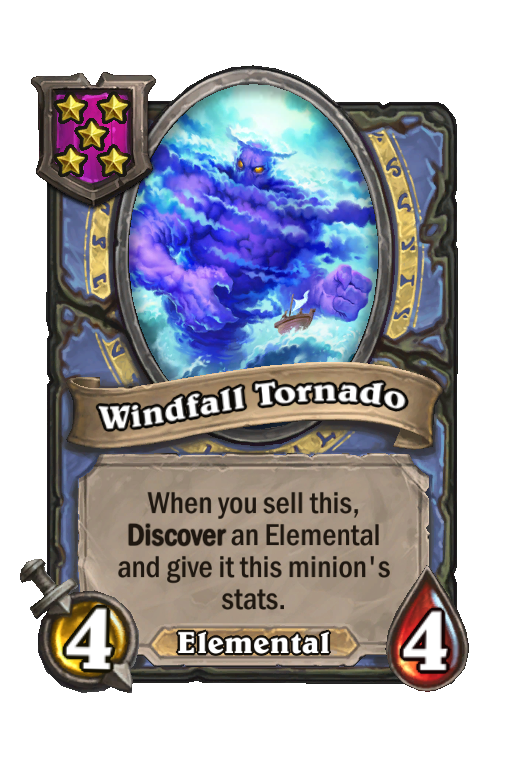 Windfall Tornado
When you sell this,
Discover an Elemental
and give it this minion's
stats.
4
Elemental
4